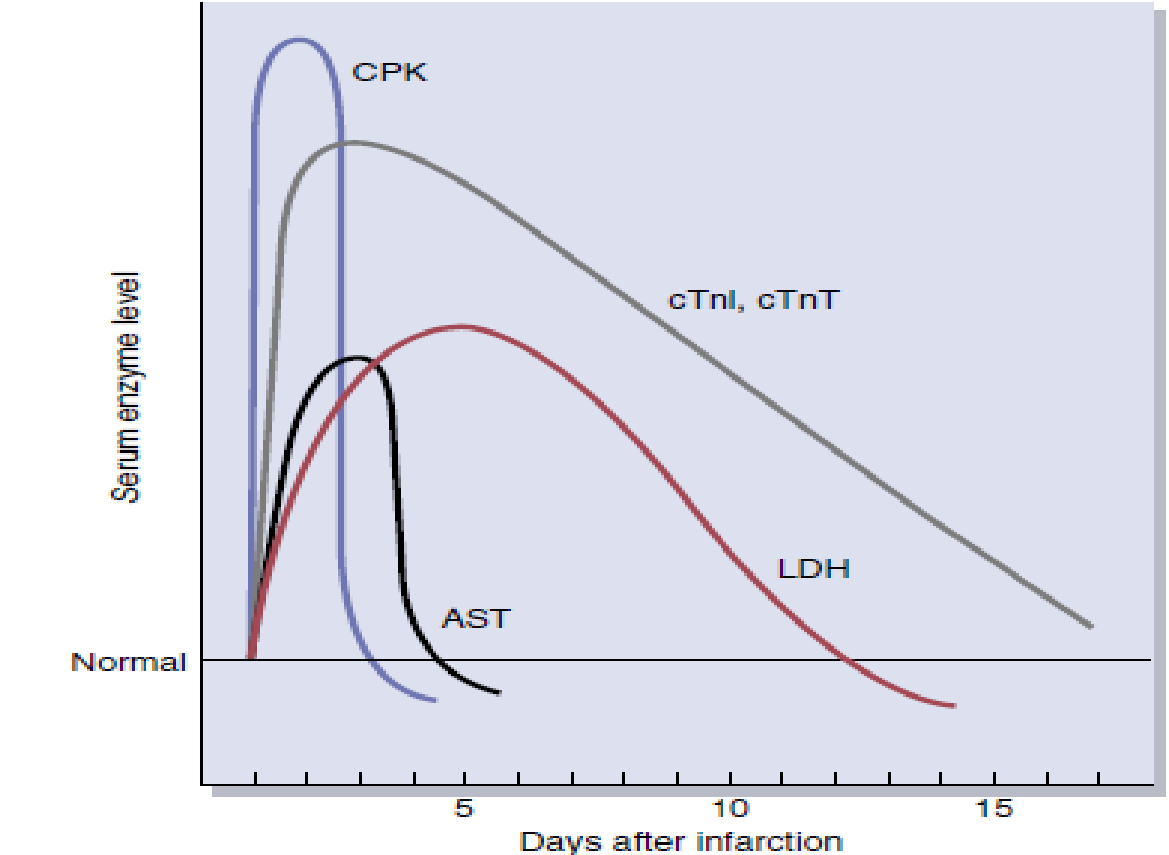 CPK
Serum enzyme level
cTnI, cTnT
LDH
AST
Normal
5 10 15
Days after infarction